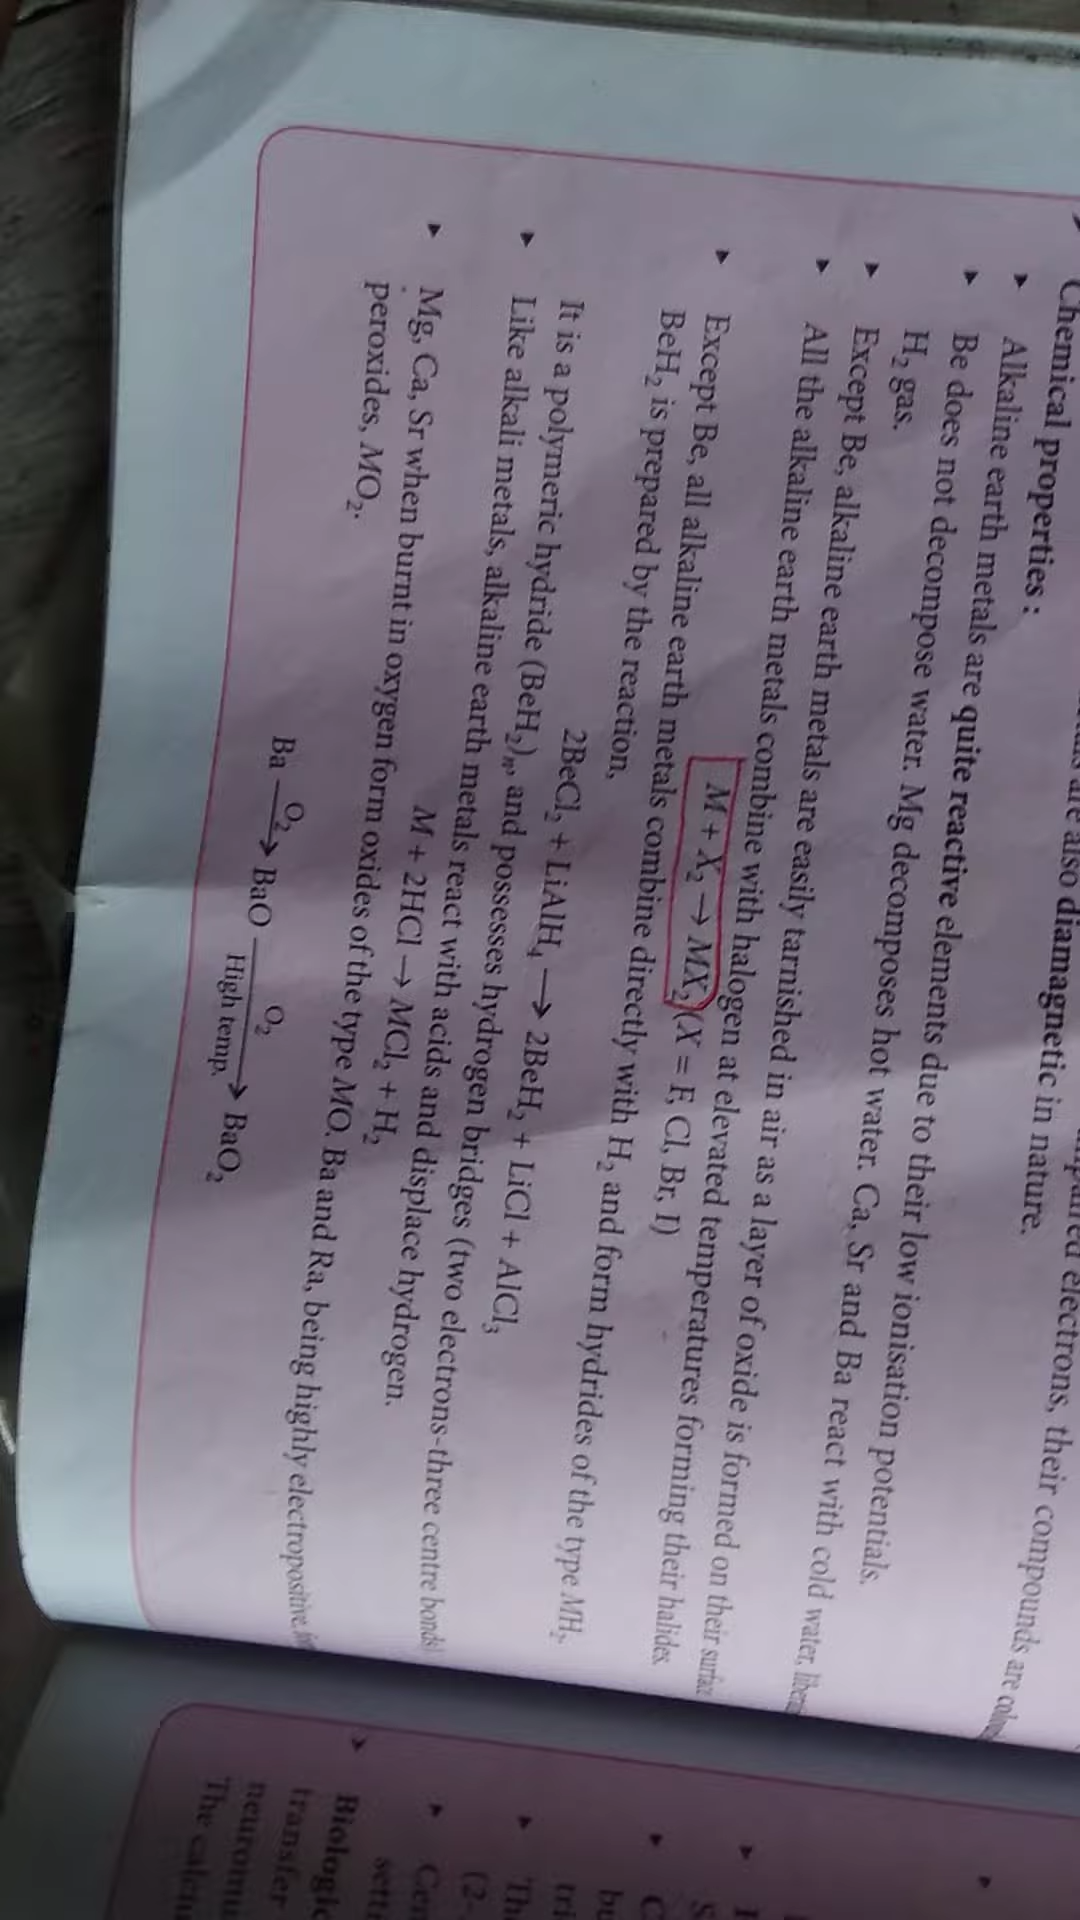 are also diamagnetic in nature.
electrons, their compounds are
Chemical properties :
▸ Alkaline earth metals are quite reactive elements due to their low ionisation potentials.
▸ Be does not decompose water. Mg decomposes hot water. Ca, Sr and Ba react with cold water,
H₂ gas.
▸ Except Be, alkaline earth metals are easily tarnished in air as a layer of oxide is formed on their
▸ All the alkaline earth metals combine with halogen at elevated temperatures forming their halides.
M + X₂ → MX₂ (X = F, Cl, Br, I)
▸ Except Be, all alkaline earth metals combine directly with H₂ and form hydrides of the type MH₂.
BeH₂ is prepared by the reaction,
2BeCl₂ + LiAlH₄ ⟶ 2BeH₂ + LiCl + AlCl₃
It is a polymeric hydride (BeH₂)ₙ, and possesses hydrogen bridges (two electrons-three centre bonds)
▸ Like alkali metals, alkaline earth metals react with acids and displace hydrogen.
M + 2HCl → MCl₂ + H₂
▸ Mg, Ca, Sr when burnt in oxygen form oxides of the type MO. Ba and Ra, being highly electropositive,
peroxides, MO₂.
Ba —O₂→ BaO —O₂/High temp.→ BaO₂
Biologic
transfer
neuromu